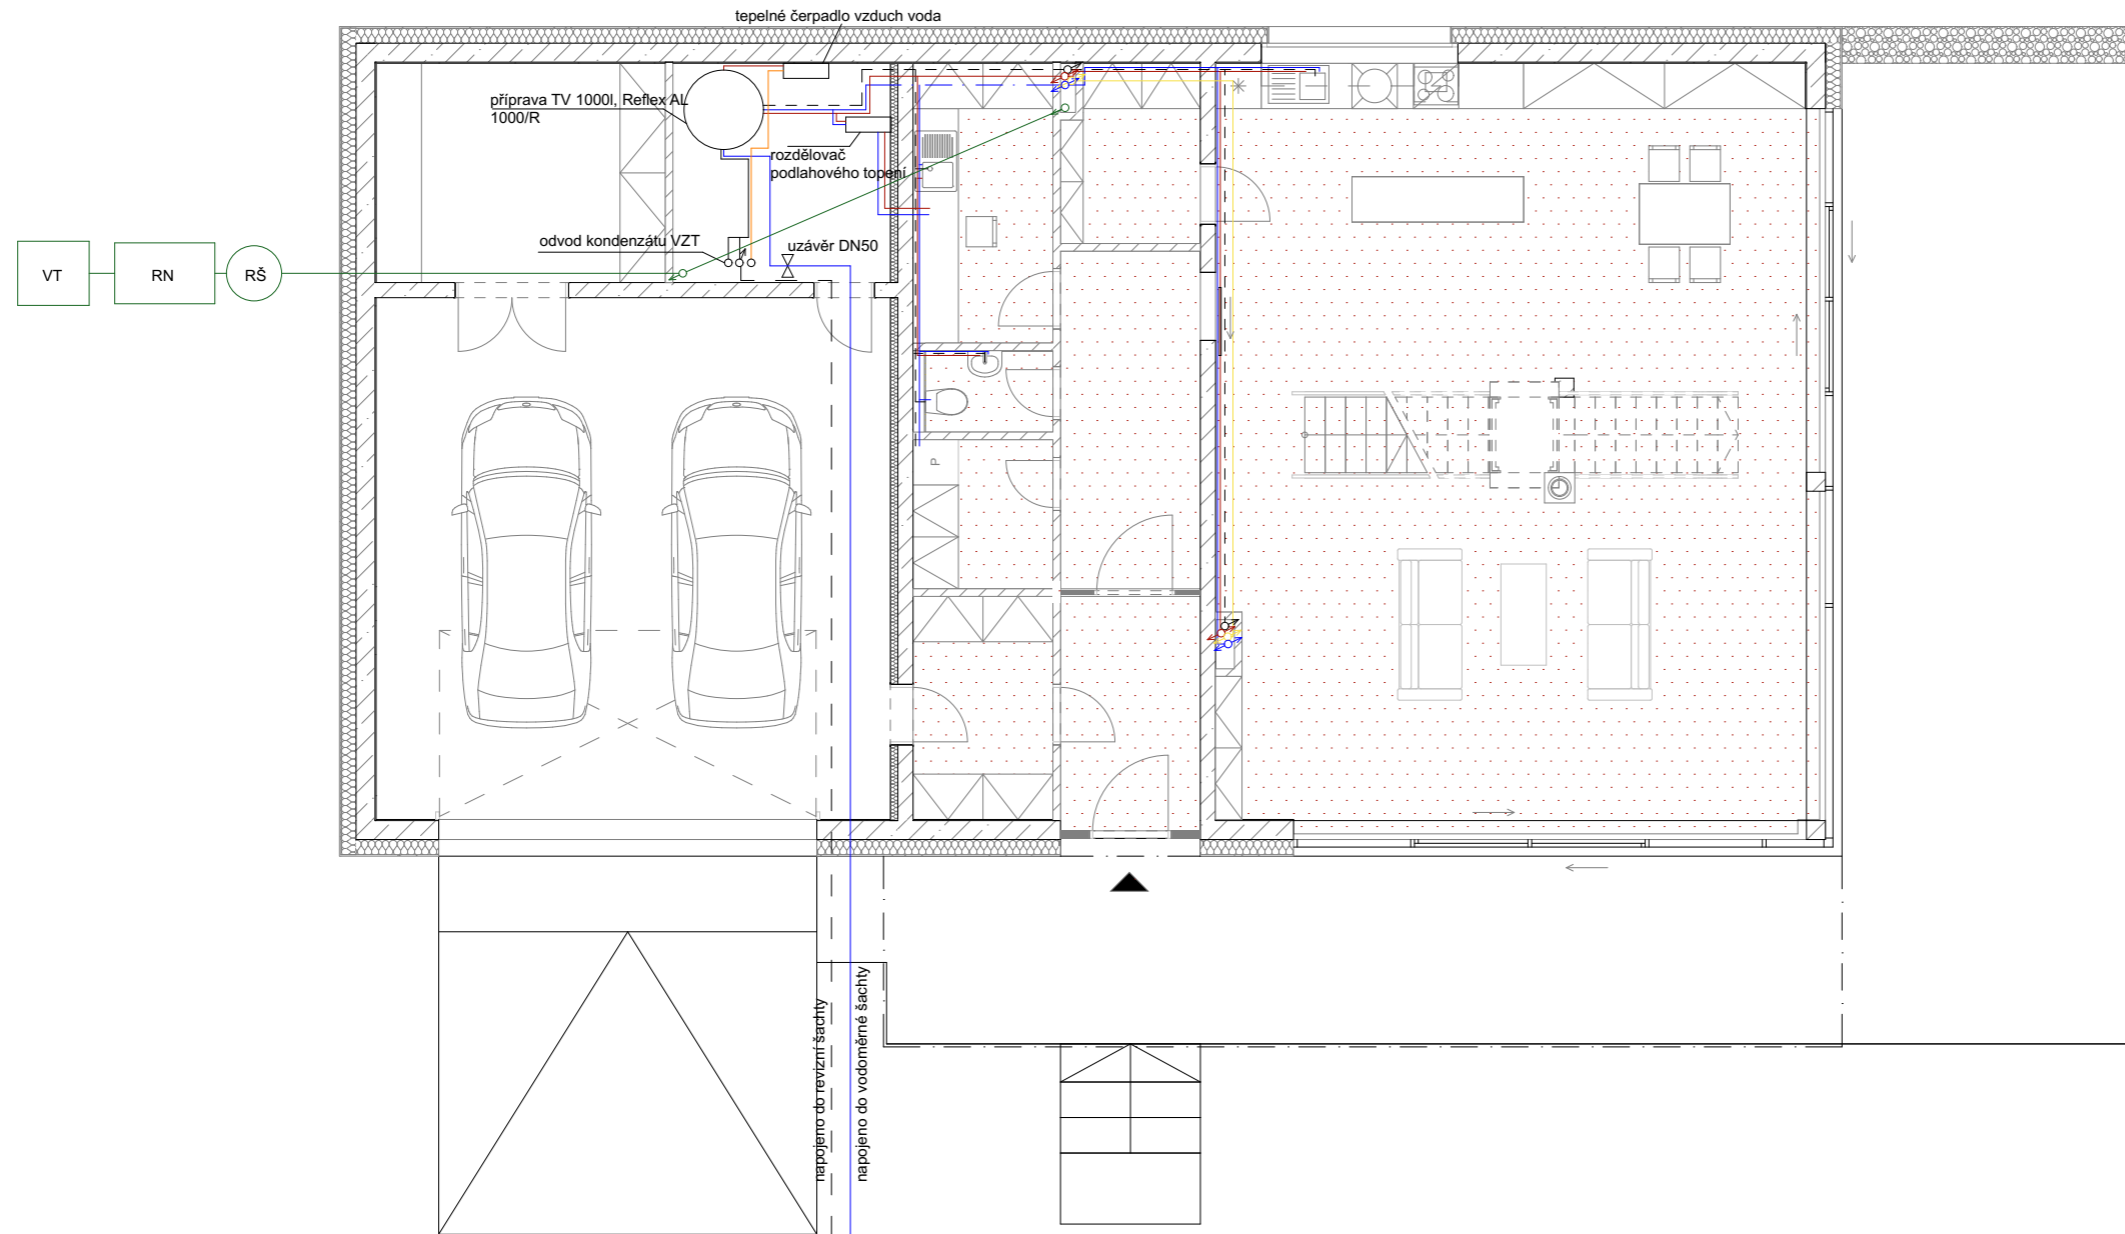 tepelné čerpadlo vzduch voda
příprava TV 1000l, Reflex AL
1000/R
rozdělovač
podlahového topení
odvod kondenzátu VZT
uzávěr DN50
VT
RN
RŠ
P
napojeno do revizní šachty
napojeno do vodoměrné šachty